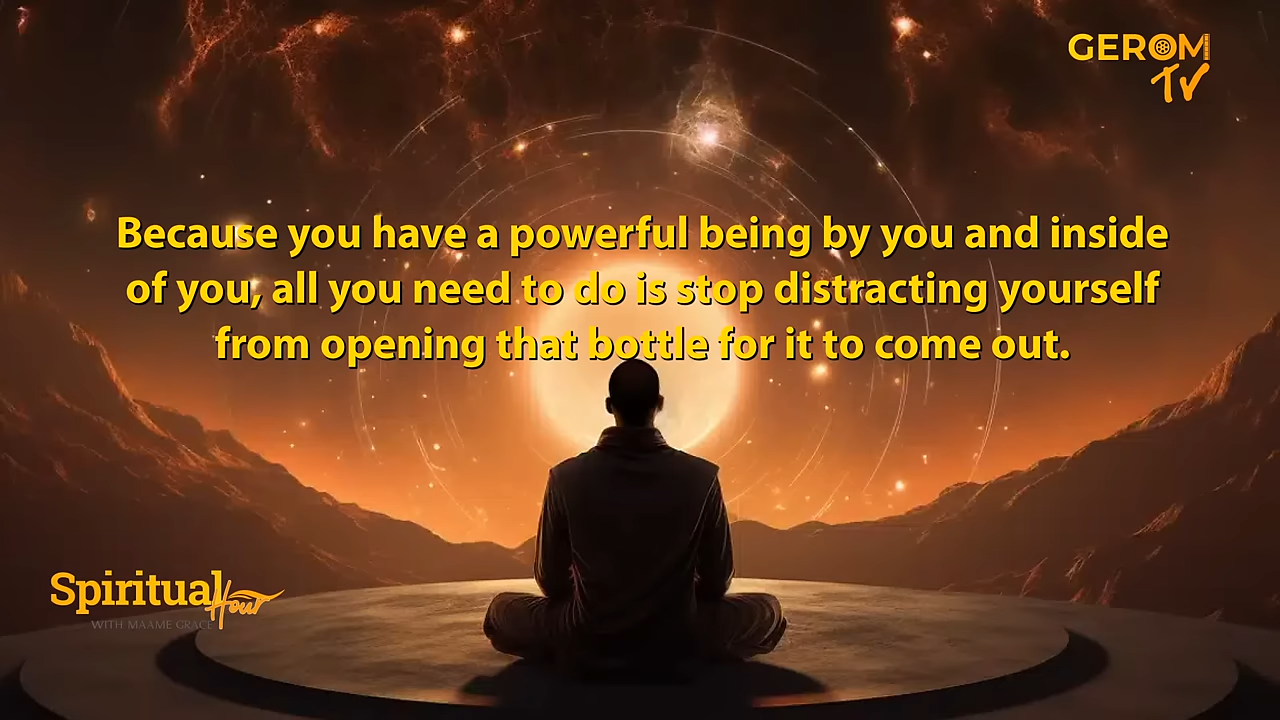 GEROM
TV
Because you have a powerful being by you and inside
of you, all you need to do is stop distracting yourself
from opening that bottle for it to come out.
Spiritual
Hour
WITH MAAME GRACE